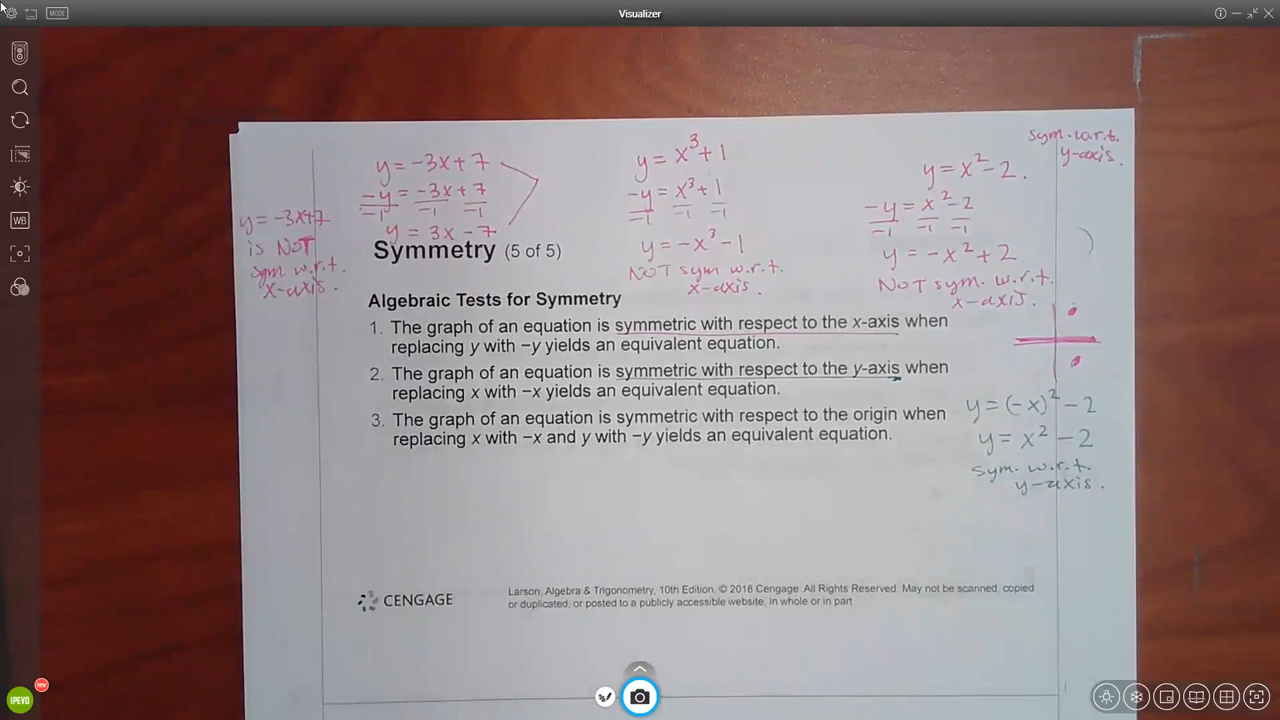 MODE
Visualizer
y = -3x + 7
-y = -3x + 7
-1 -1 -1
y = 3x - 7
y = -3x+7
is NOT
sym w.r.t.
x-axis.
y = x³ + 1
-y = x³ + 1
-1 -1 -1
y = -x³ - 1
NOT sym w.r.t.
x-axis.
y = x² - 2.
-y = x² - 2
-1 -1 -1
y = -x² + 2
NOT sym. w.r.t.
x-axis.
sym. w.r.t.
y-axis.
Symmetry (5 of 5)
Algebraic Tests for Symmetry
1. The graph of an equation is symmetric with respect to the x-axis when
replacing y with −y yields an equivalent equation.
2. The graph of an equation is symmetric with respect to the y-axis when
replacing x with −x yields an equivalent equation.
3. The graph of an equation is symmetric with respect to the origin when
replacing x with −x and y with −y yields an equivalent equation.
y = (-x)² - 2
y = x² - 2
sym. w.r.t.
y-axis.
CENGAGE
Larson, Algebra & Trigonometry, 10th Edition. © 2018 Cengage. All Rights Reserved. May not be scanned, copied
or duplicated, or posted to a publicly accessible website, in whole or in part
WB
IPEVO
new